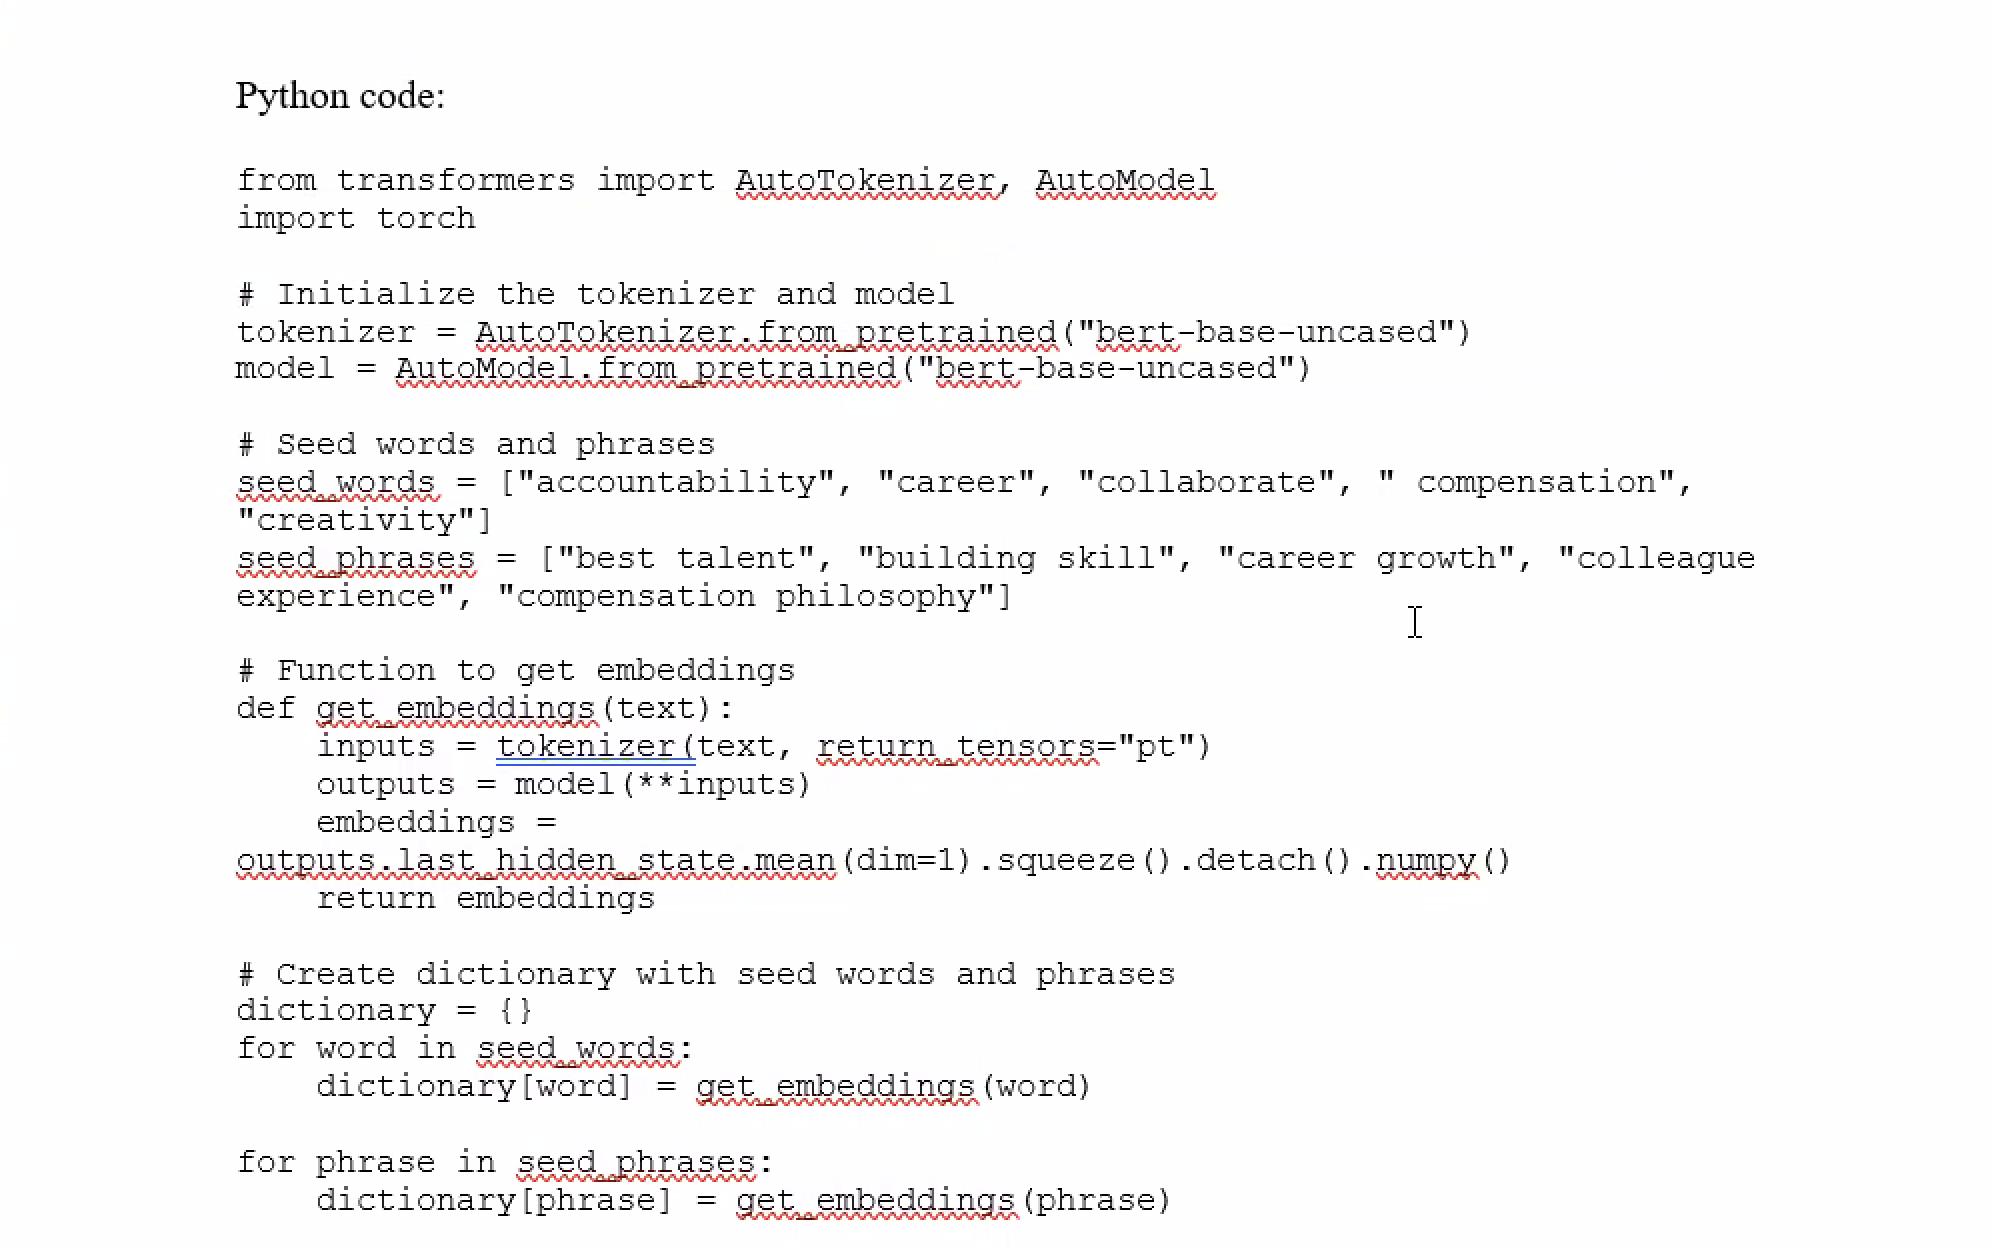 Python code:
from transformers import AutoTokenizer, AutoModel
import torch
# Initialize the tokenizer and model
tokenizer = AutoTokenizer.from_pretrained("bert-base-uncased")
model = AutoModel.from_pretrained("bert-base-uncased")
# Seed words and phrases
seed_words = ["accountability", "career", "collaborate", " compensation",
"creativity"]
seed_phrases = ["best talent", "building skill", "career growth", "colleague
experience", "compensation philosophy"]
# Function to get embeddings
def get_embeddings(text):
    inputs = tokenizer(text, return_tensors="pt")
    outputs = model(**inputs)
    embeddings =
outputs.last_hidden_state.mean(dim=1).squeeze().detach().numpy()
    return embeddings
# Create dictionary with seed words and phrases
dictionary = {}
for word in seed_words:
    dictionary[word] = get_embeddings(word)
for phrase in seed_phrases:
    dictionary[phrase] = get_embeddings(phrase)